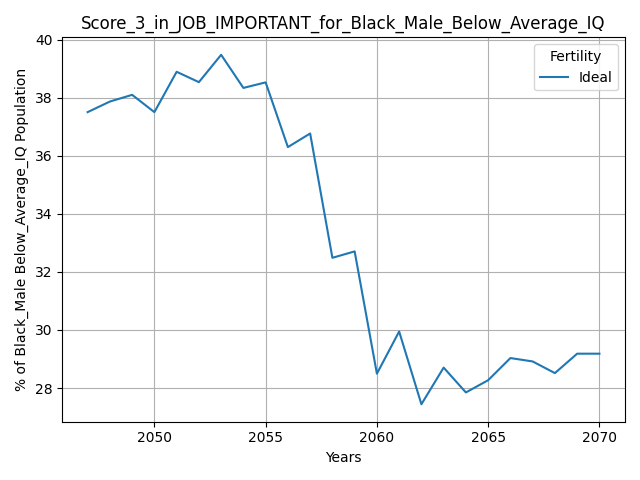 Score_3_in_JOB_IMPORTANT_for_Black_Male_Below_Average_IQ
Fertility
Ideal
% of Black_Male Below_Average_IQ Population
40
38
36
34
32
30
28
2050
2055
2060
2065
2070
Years